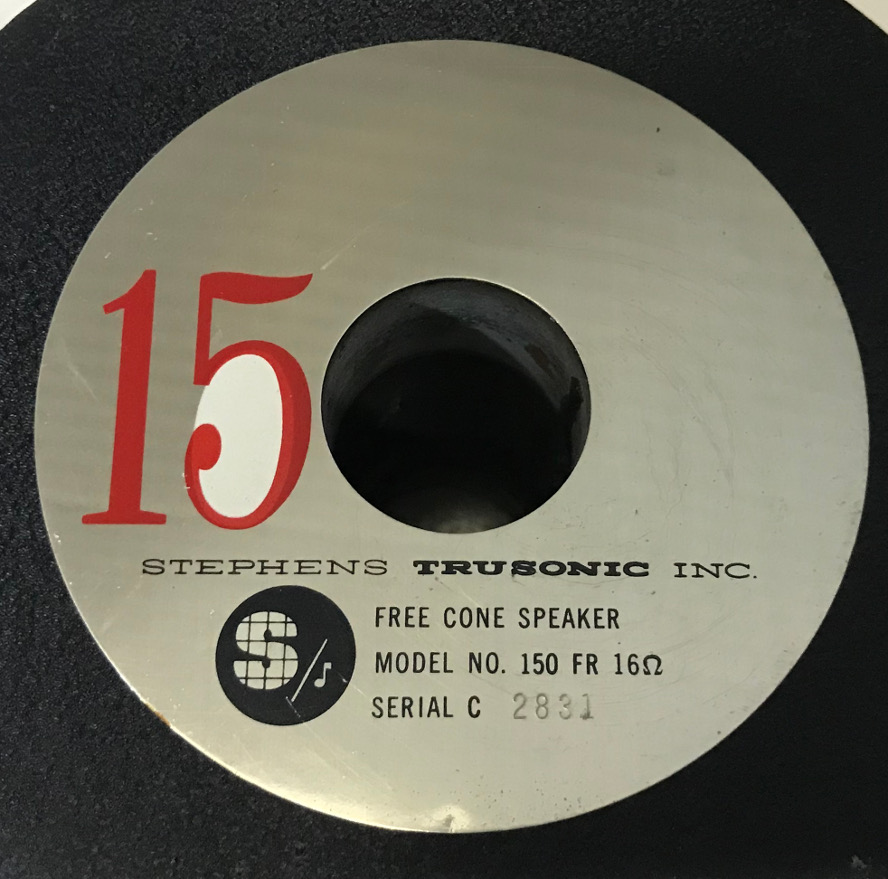 15
STEPHENS TRUSONIC INC.
S
FREE CONE SPEAKER
MODEL NO. 150 FR 16Ω
SERIAL C 2831